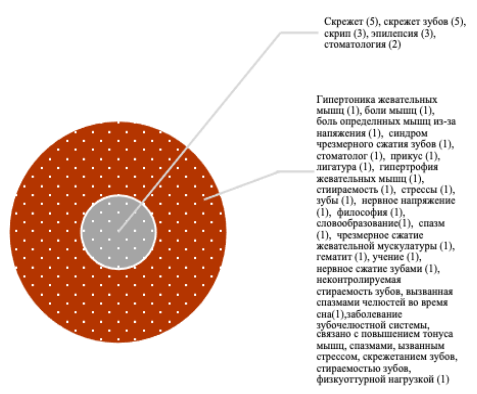 Скрежет (5), скрежет зубов (5),
скрип (3), эпилепсия (3),
стоматология (2)
Гипертоника жевательных
мышц (1), боли мышц (1),
боль определнных мышц из-за
напяжения (1), синдром
чрезмерного сжатия зубов (1),
стоматолог (1), прикус (1),
лигатура (1), гипертрофия
жевательных мышц (1),
стиираемость (1), стрессы (1),
зубы (1), нервное напряжение
(1), философия (1),
словообразование(1), спазм
(1), чрезмерное сжатие
жевательной мускулатуры (1),
гематит (1), учение (1),
нервное сжатие зубами (1),
неконтролируемая
стираемость зубов, вызванная
спазмами челюстей во время
сна(1),заболевание
зубочелюстной системы,
связано с повышением тонуса
мышц, спазмами, ызванным
стрессом, скрежетанием зубов,
стираемостью зубов,
физкуоттурной нагрузкой (1)